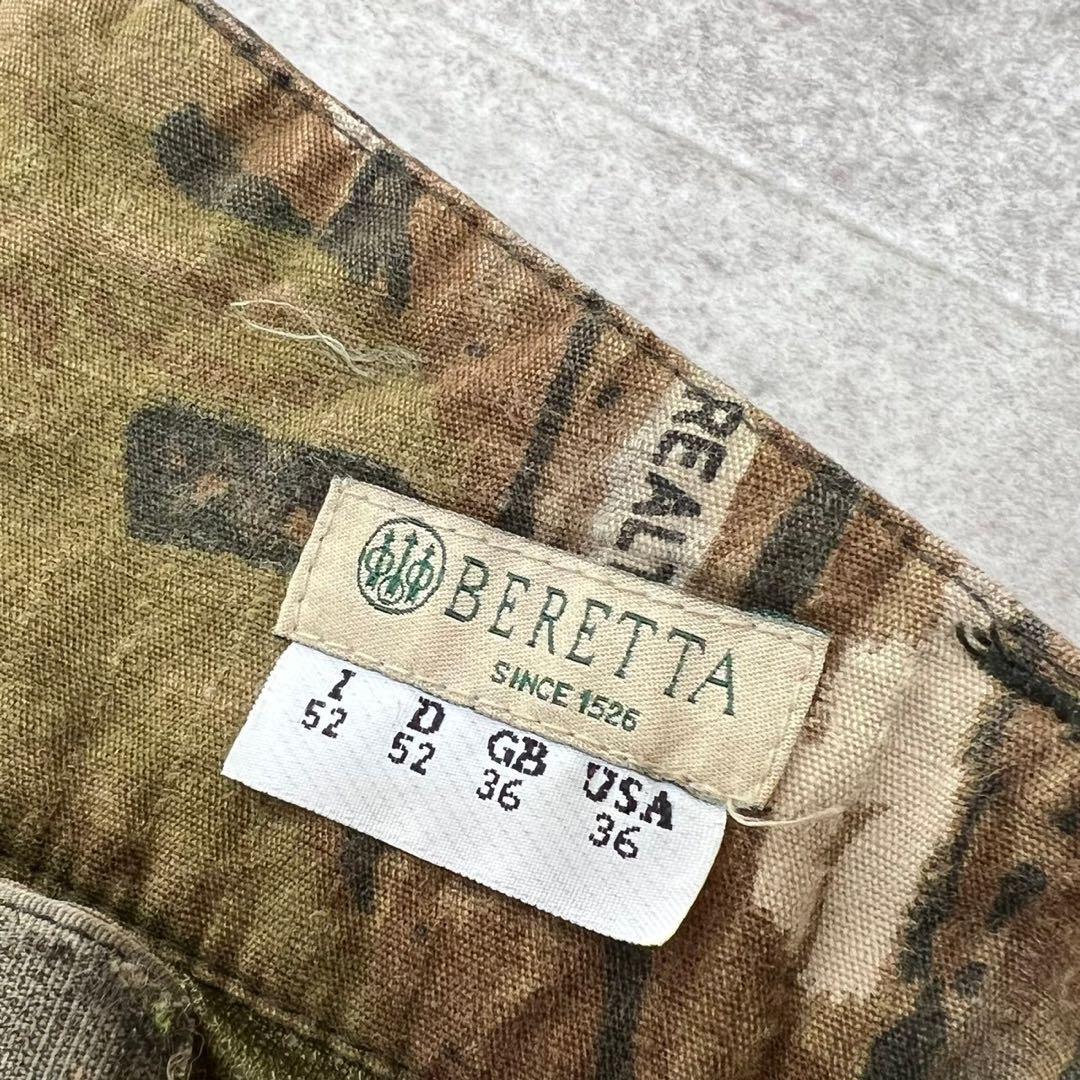 REAL
BERETTA
SINCE 1526
I D GB USA
52 52 36 36